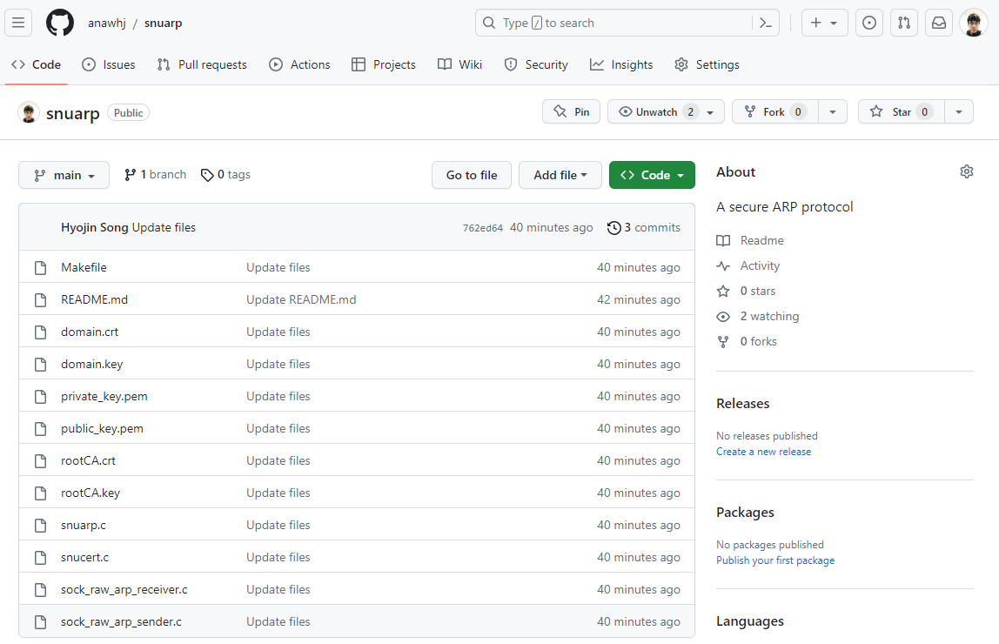 anawhj / snuarp
Type / to search
Code Issues Pull requests Actions Projects Wiki Security Insights Settings
snuarp Public
Pin Unwatch 2 Fork 0 Star 0
main 1 branch 0 tags Go to file Add file Code
Hyojin Song Update files 762ed64 40 minutes ago 3 commits
Makefile Update files 40 minutes ago
README.md Update README.md 42 minutes ago
domain.crt Update files 40 minutes ago
domain.key Update files 40 minutes ago
private_key.pem Update files 40 minutes ago
public_key.pem Update files 40 minutes ago
rootCA.crt Update files 40 minutes ago
rootCA.key Update files 40 minutes ago
snuarp.c Update files 40 minutes ago
snucert.c Update files 40 minutes ago
sock_raw_arp_receiver.c Update files 40 minutes ago
sock_raw_arp_sender.c Update files 40 minutes ago
About
A secure ARP protocol
Readme
Activity
0 stars
2 watching
0 forks
Releases
No releases published
Create a new release
Packages
No packages published
Publish your first package
Languages